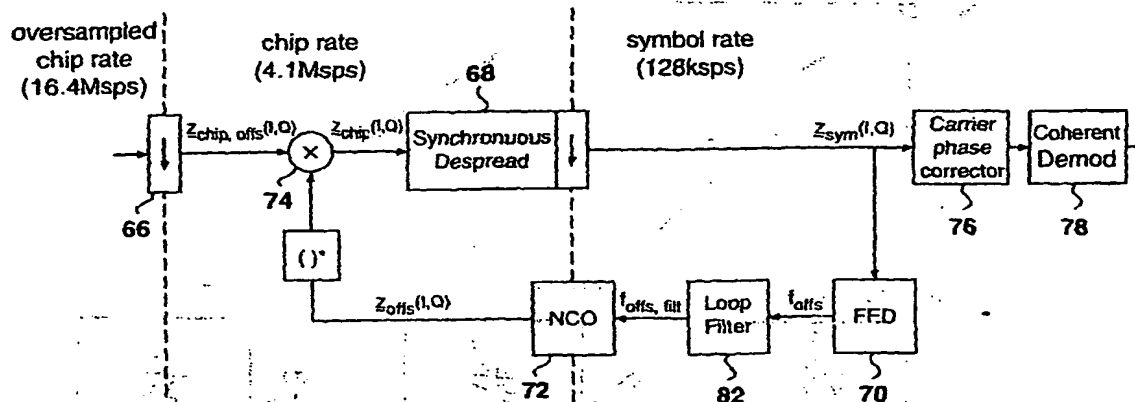 oversampled
chip rate
(16.4Msps)
chip rate
(4.1Msps)
symbol rate
(128ksps)
68
Zchip, offs(I,Q)
Zchip(I,Q)
Synchronuous
Despread
Zsym(I,Q)
Carrier
phase
corrector
Coherent
Demod
66
74
76
78
( )*
Zoffs(I,Q)
NCO
foffs, filt
Loop
Filter
foffs
FED
72
82
70